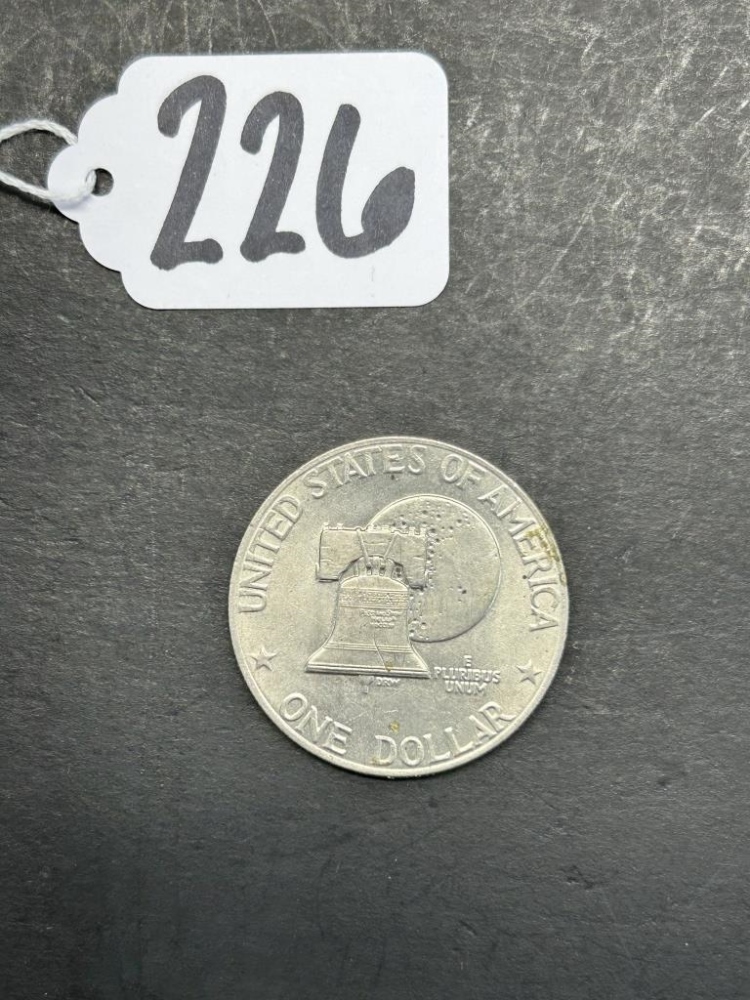 226
UNITED STATES OF AMERICA
E
PLURIBUS
UNUM
ONE DOLLAR